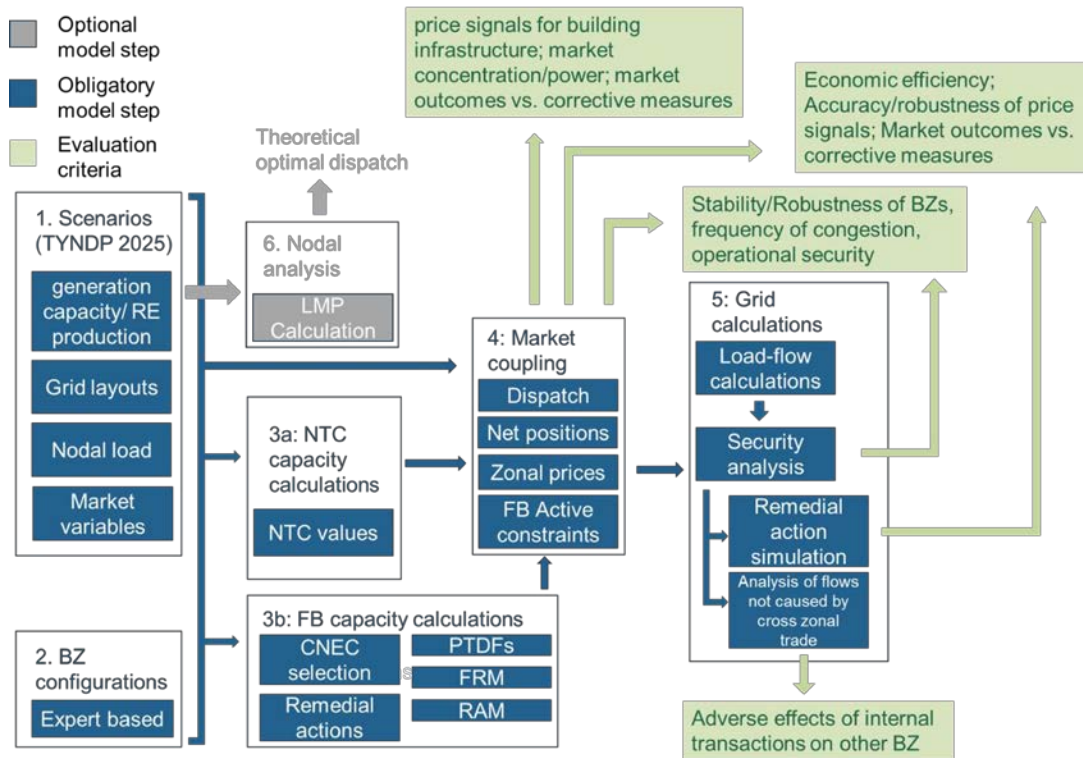 Optional
model step
Obligatory
model step
Evaluation
criteria
price signals for building
infrastructure; market
concentration/power; market
outcomes vs. corrective measures
Economic efficiency;
Accuracy/robustness of price
signals; Market outcomes vs.
corrective measures
Theoretical
optimal dispatch
Stability/Robustness of BZs,
frequency of congestion,
operational security
1. Scenarios
(TYNDP 2025)
generation
capacity/ RE
production
Grid layouts
Nodal load
Market
variables
6. Nodal
analysis
LMP
Calculation
2. BZ
configurations
Expert based
3a: NTC
capacity
calculations
NTC values
3b: FB capacity calculations
CNEC
selection
Remedial
actions
PTDFs
FRM
RAM
4: Market
coupling
Dispatch
Net positions
Zonal prices
FB Active
constraints
5: Grid
calculations
Load-flow
calculations
Security
analysis
Remedial
action
simulation
Analysis of flows
not caused by
cross zonal
trade
Adverse effects of internal
transactions on other BZ